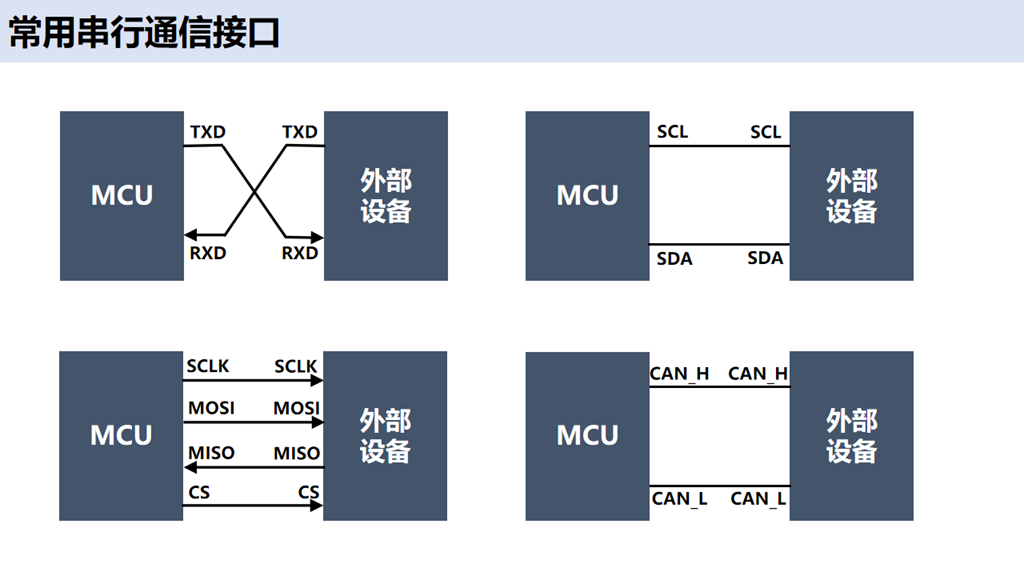 常用串行通信接口
TXD TXD
MCU
外部
设备
RXD RXD
SCL SCL
MCU
外部
设备
SDA SDA
SCLK SCLK
MOSI MOSI
MCU
外部
设备
MISO MISO
CS CS
CAN_H CAN_H
MCU
外部
设备
CAN_L CAN_L